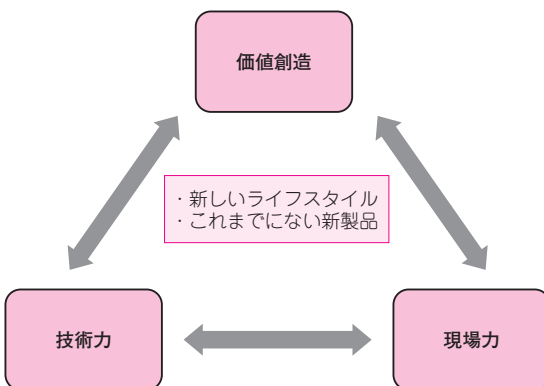 価値創造
・新しいライフスタイル
・これまでにない新製品
技術力
現場力